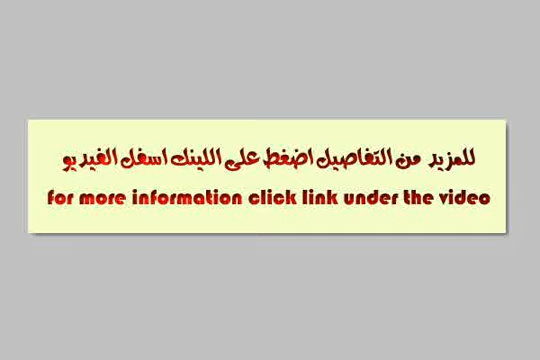 للمزيد من التفاصيل اضغط على اللينك اسفل الفيديو
for more information click link under the video